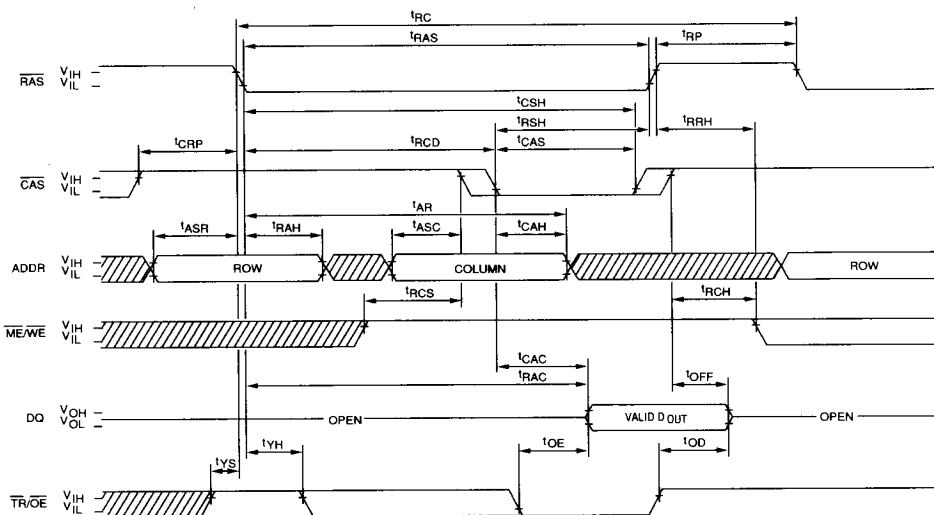 tRC
tRAS tRP
RAS VIH
VIL
tCSH
tRSH tRRH
tCRP tRCD tCAS
CAS VIH
VIL
tAR
tASR tRAH tASC tCAH
ADDR VIH
VIL
ROW COLUMN ROW
tRCS tRCH
ME/WE VIH
VIL
tCAC
tRAC tOFF
DQ VOH
VOL
OPEN VALID DOUT OPEN
tYH tOE tOD
tYS
TR/OE VIH
VIL